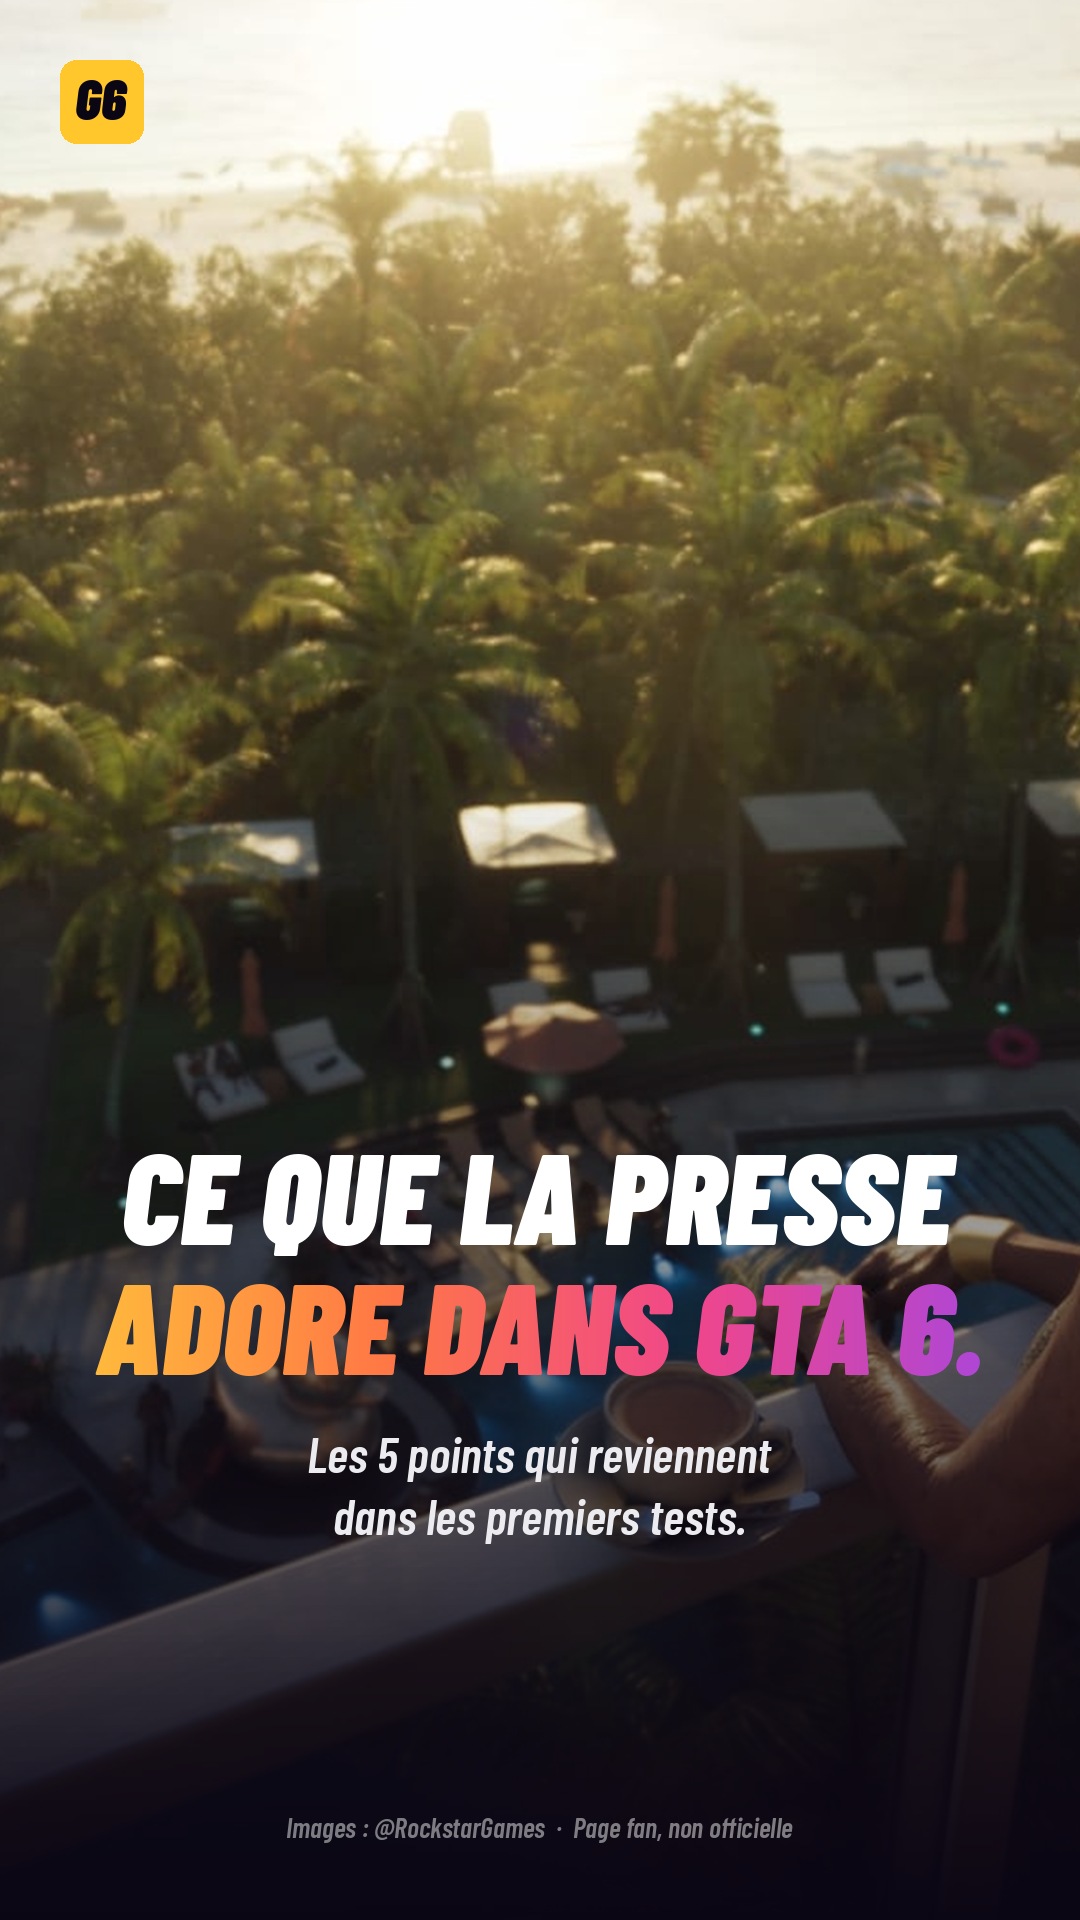 G6
CE QUE LA PRESSE
ADORE DANS GTA 6.
Les 5 points qui reviennent
dans les premiers tests.
Images : @RockstarGames · Page fan, non officielle